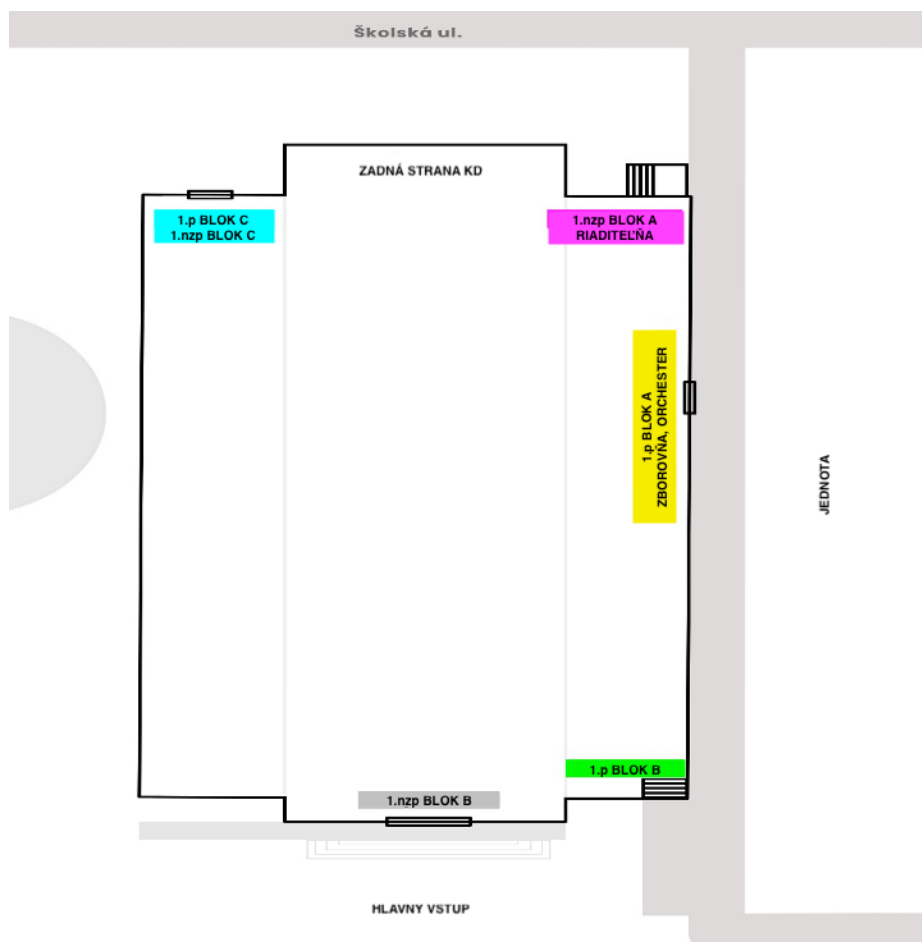 Školská ul.
ZADNÁ STRANA KD
1.p BLOK C
1.nzp BLOK C
1.nzp BLOK A
RIADITEĽŇA
1.p BLOK A
ZBOROVŇA, ORCHESTER
JEDNOTA
1.p BLOK B
1.nzp BLOK B
HLAVNY VSTUP